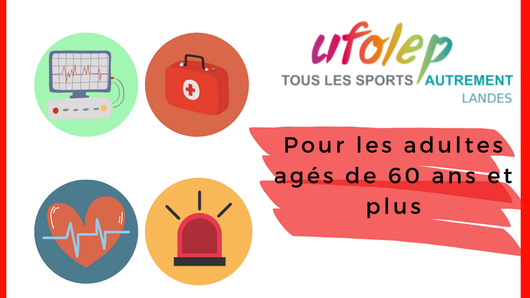 ufolep
TOUS LES SPORTS AUTREMENT
LANDES
Pour les adultes
agés de 60 ans et
plus